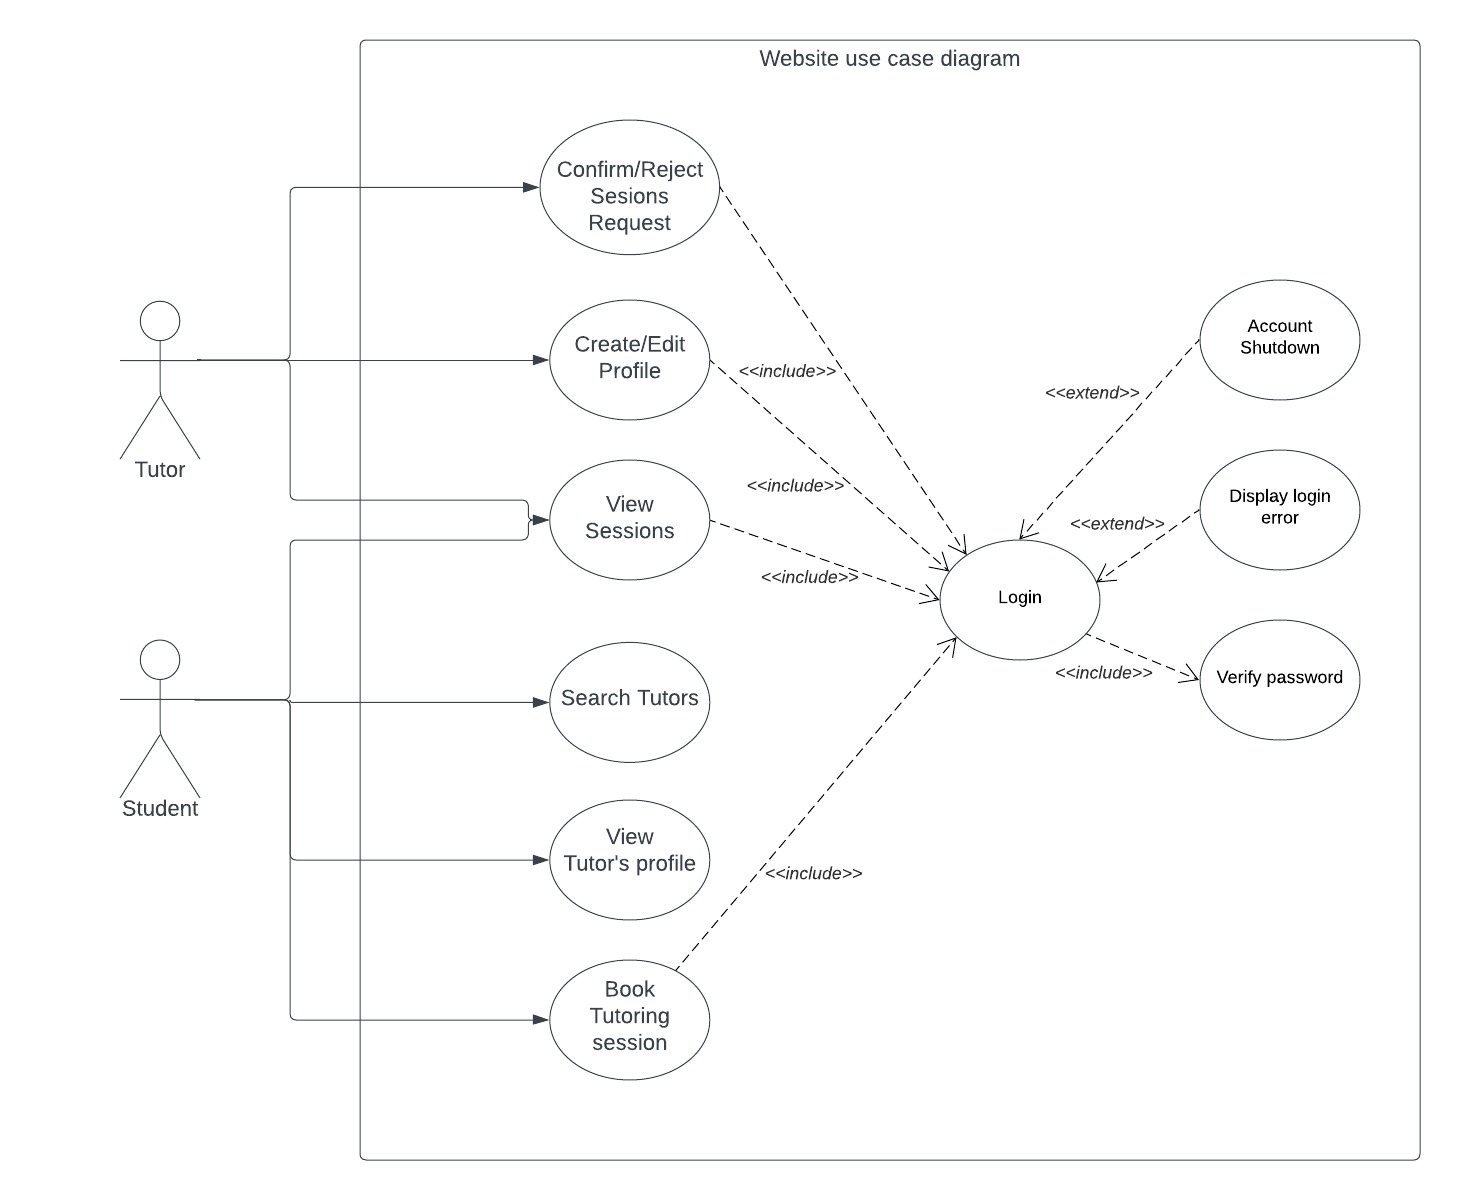 Website use case diagram
Confirm/Reject
Sesions
Request
Create/Edit
Profile
<<include>>
Account
Shutdown
<<extend>>
Tutor
View
Sessions
<<include>>
Display login
error
<<extend>>
<<include>>
Login
Verify password
<<include>>
Student
Search Tutors
View
Tutor's profile
<<include>>
Book
Tutoring
session